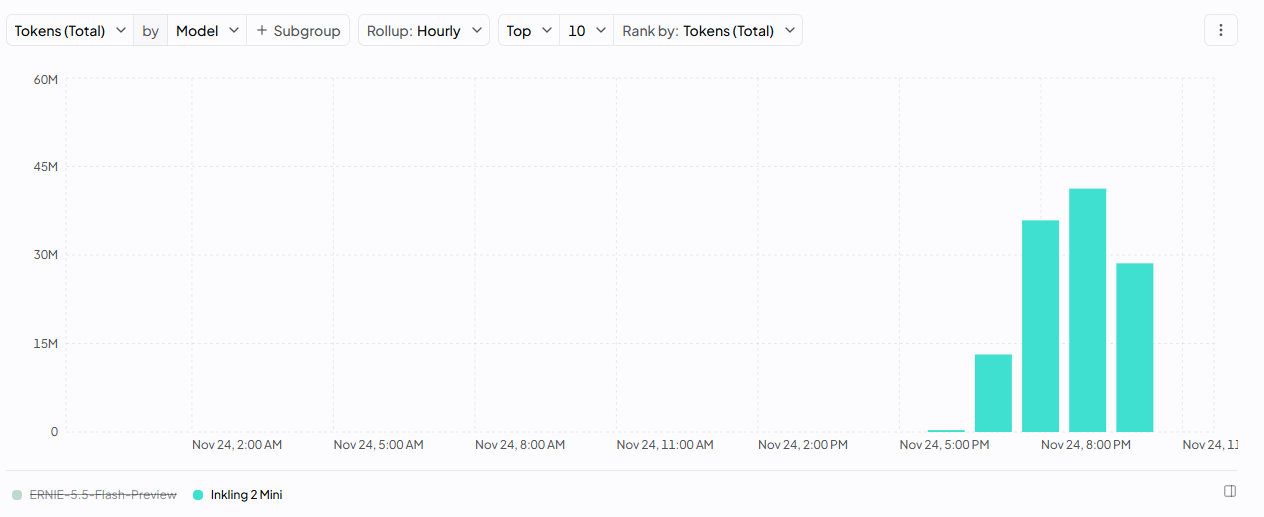 Tokens (Total) by Model + Subgroup Rollup: Hourly Top 10 Rank by: Tokens (Total)
60M
45M
30M
15M
0
Nov 24, 2:00 AM Nov 24, 5:00 AM Nov 24, 8:00 AM Nov 24, 11:00 AM Nov 24, 2:00 PM Nov 24, 5:00 PM Nov 24, 8:00 PM Nov 24, 11
ERNIE-5.5-Flash-Preview Inkling 2 Mini